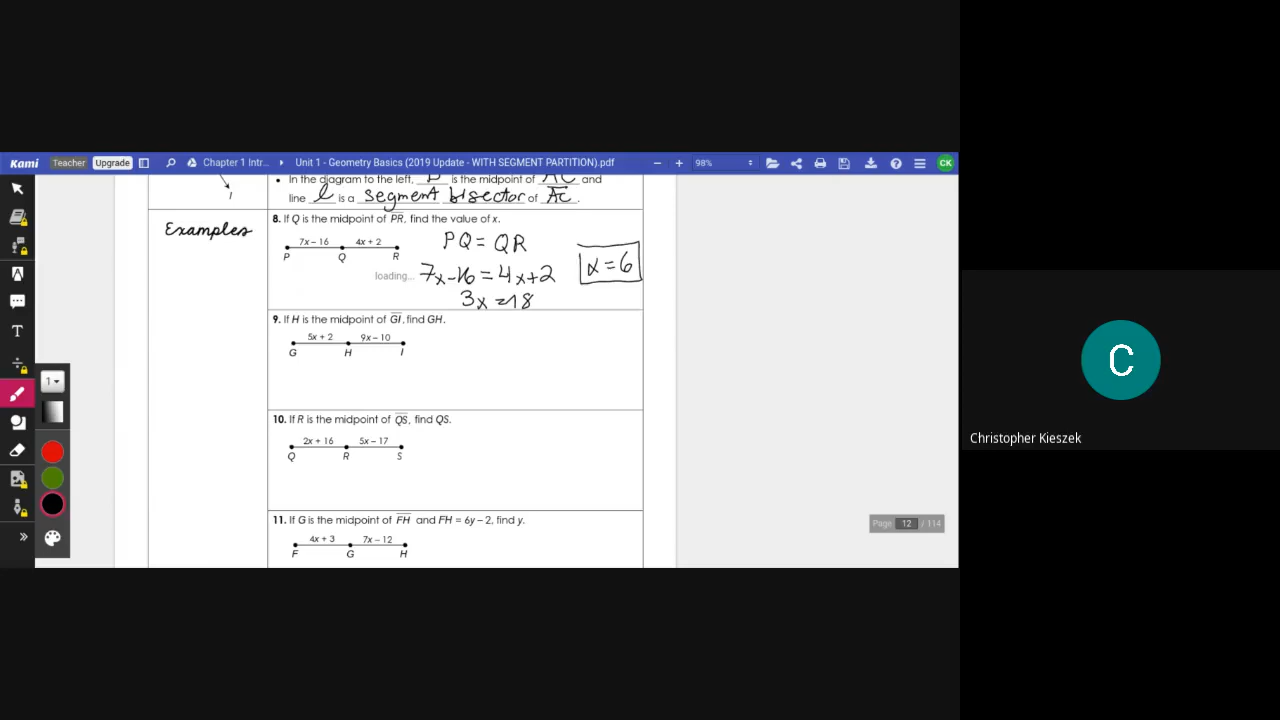 Kami Teacher Upgrade Chapter 1 Intr... Unit 1 - Geometry Basics (2019 Update - WITH SEGMENT PARTITION).pdf 98% CK
• In the diagram to the left, B is the midpoint of AC and
line l is a segment bisector of AC.
l
Examples
8. If Q is the midpoint of PR, find the value of x.
7x – 16 4x + 2
P Q R
PQ = QR
loading...
7x-16 = 4x+2
3x = 18
x = 6
9. If H is the midpoint of GI, find GH.
5x + 2 9x – 10
G H I
10. If R is the midpoint of QS, find QS.
2x + 16 5x – 17
Q R S
11. If G is the midpoint of FH and FH = 6y – 2, find y.
4x + 3 7x – 12
F G H
1
T
Page 12 / 114
C
Christopher Kieszek